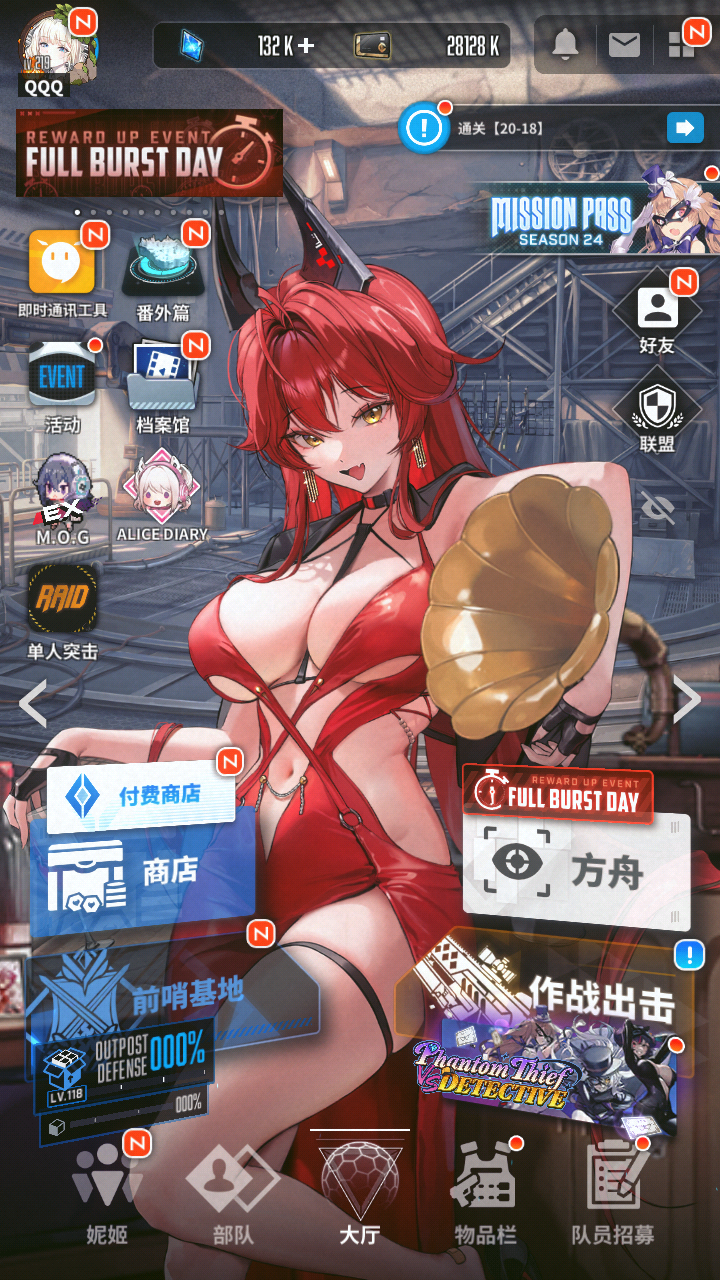 N
LV.219
QQQ
132 K +
28128 K
N
REWARD UP EVENT
FULL BURST DAY
!
通关【20-18】
MISSION PASS
SEASON 24
N
即时通讯工具
N
番外篇
N
好友
EVENT
活动
N
档案馆
联盟
EX
M.O.G
ALICE DIARY
RAID
单人突击
N
付费商店
商店
REWARD UP EVENT
FULL BURST DAY
方舟
N
前哨基地
!
作战出击
OUTPOST
DEFENSE
000%
LV.118
000%
Phantom Thief
VS DETECTIVE
N
妮姬
部队
大厅
物品栏
队员招募